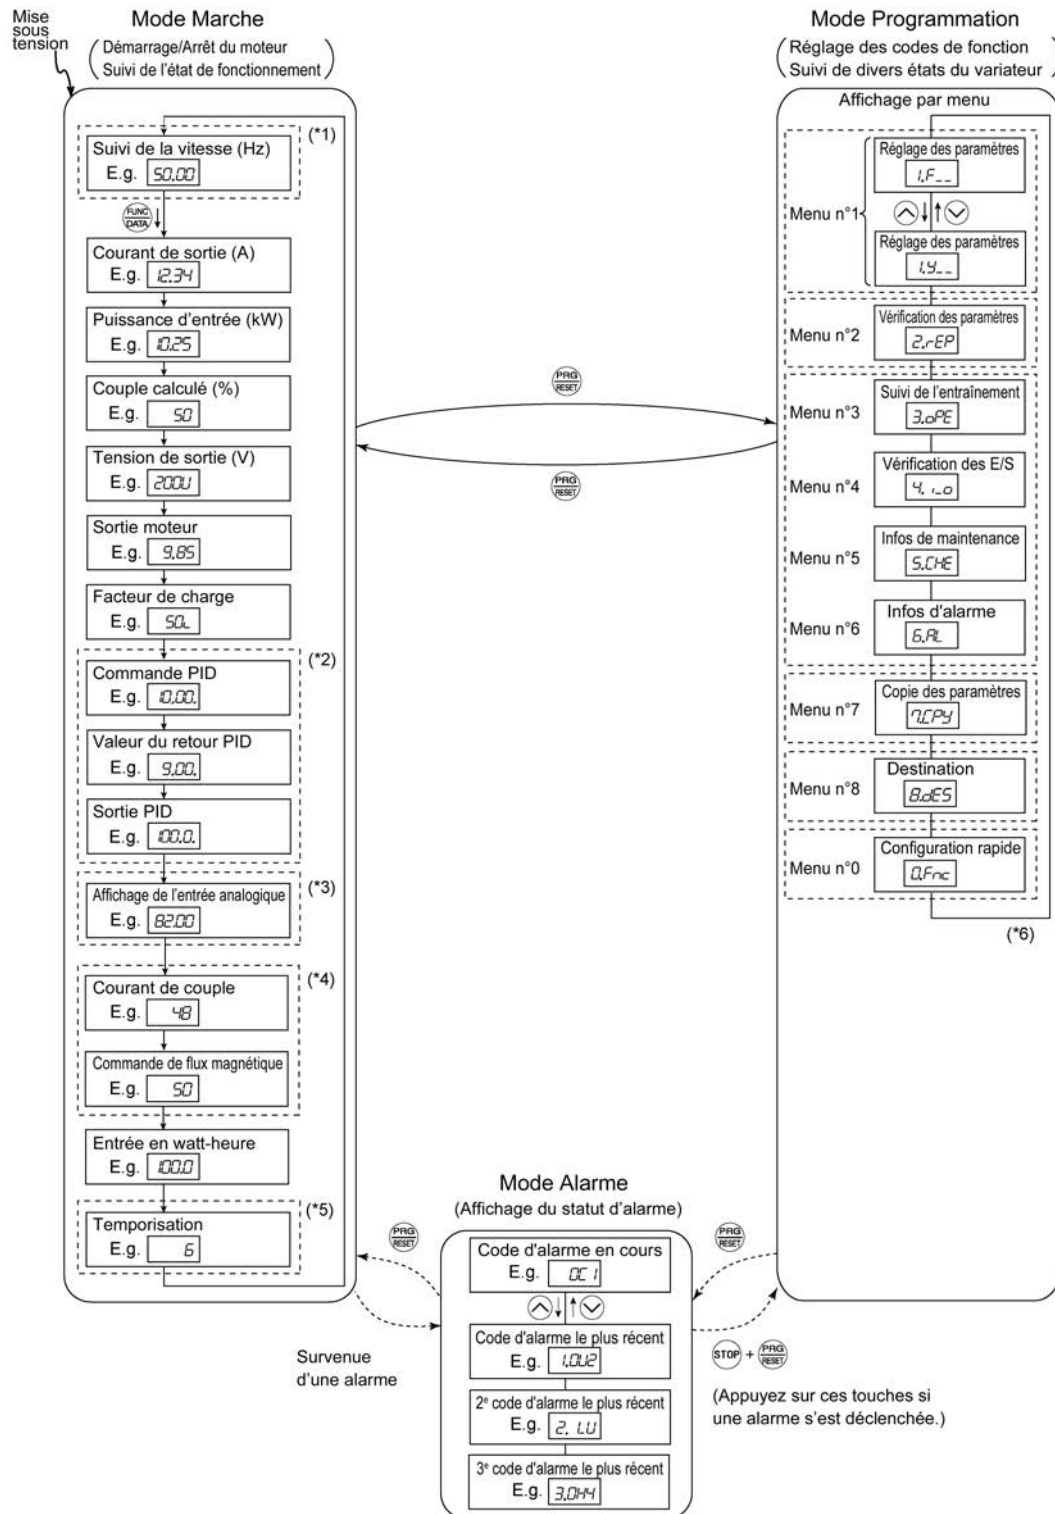 Mise
sous
tension
Mode Marche
Démarrage/Arrêt du moteur
Suivi de l'état de fonctionnement
(*1)
Suivi de la vitesse (Hz)
E.g. 50.00
FUNC
DATA
Courant de sortie (A)
E.g. 12.34
Puissance d'entrée (kW)
E.g. 10.25
Couple calculé (%)
E.g. 50
Tension de sortie (V)
E.g. 200U
Sortie moteur
E.g. 9.85
Facteur de charge
E.g. 50L
(*2)
Commande PID
E.g. 10.00.
Valeur du retour PID
E.g. 9.00.
Sortie PID
E.g. 100.0.
(*3)
Affichage de l'entrée analogique
E.g. 82.00
(*4)
Courant de couple
E.g. 48
Commande de flux magnétique
E.g. 50
Entrée en watt-heure
E.g. 100.0
(*5)
Temporisation
E.g. 6
PRG
RESET
PRG
RESET
Mode Programmation
Réglage des codes de fonction
Suivi de divers états du variateur
Affichage par menu
Menu n°1
Réglage des paramètres
1.F__
Réglage des paramètres
1.y__
Menu n°2
Vérification des paramètres
2.rEP
Menu n°3
Suivi de l'entraînement
3.oPE
Menu n°4
Vérification des E/S
4.i_o
Menu n°5
Infos de maintenance
5.CHE
Menu n°6
Infos d'alarme
6.AL
Menu n°7
Copie des paramètres
7.CPY
Menu n°8
Destination
8.dES
Menu n°0
Configuration rapide
0.Fnc
(*6)
Mode Alarme
(Affichage du statut d'alarme)
PRG
RESET
PRG
RESET
Code d'alarme en cours
E.g. 0C1
Code d'alarme le plus récent
E.g. 1.0U2
2e code d'alarme le plus récent
E.g. 2. LU
3e code d'alarme le plus récent
E.g. 3.0H4
Survenue
d'une alarme
STOP + PRG
RESET
(Appuyez sur ces touches si
une alarme s'est déclenchée.)